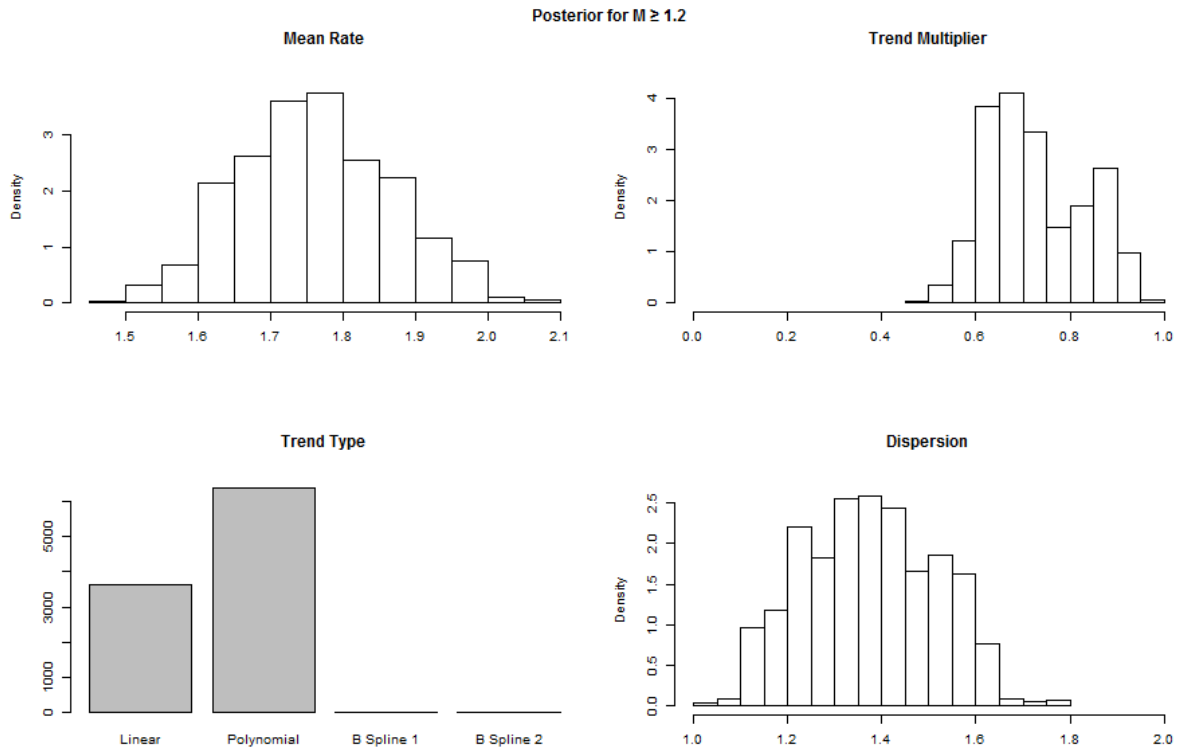 Posterior for M ≥ 1.2
Mean Rate
Density
0 1 2 3
1.5 1.6 1.7 1.8 1.9 2.0 2.1
Trend Multiplier
Density
0 1 2 3 4
0.0 0.2 0.4 0.6 0.8 1.0
Trend Type
0 1000 3000 5000
Linear Polynomial B Spline 1 B Spline 2
Dispersion
Density
0.0 0.5 1.0 1.5 2.0 2.5
1.0 1.2 1.4 1.6 1.8 2.0